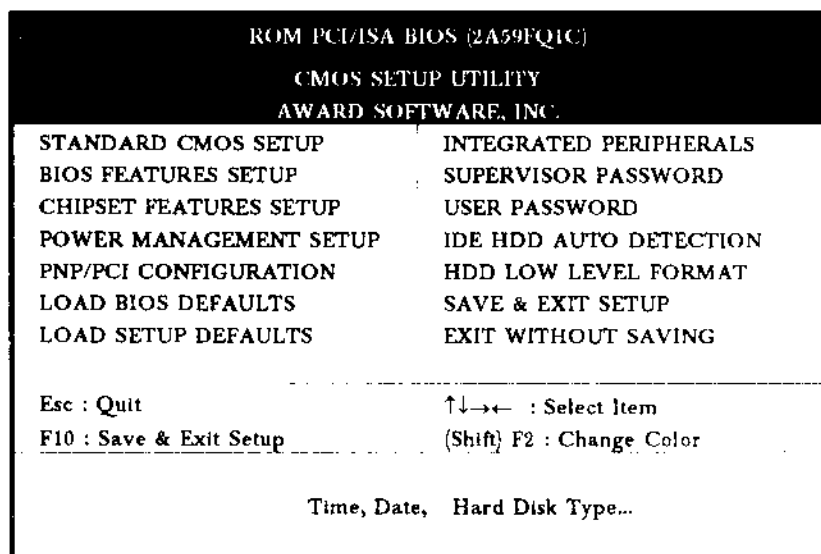 ROM PCI/ISA BIOS (2A59FQ1C)
CMOS SETUP UTILITY
AWARD SOFTWARE, INC.
STANDARD CMOS SETUP
BIOS FEATURES SETUP
CHIPSET FEATURES SETUP
POWER MANAGEMENT SETUP
PNP/PCI CONFIGURATION
LOAD BIOS DEFAULTS
LOAD SETUP DEFAULTS
INTEGRATED PERIPHERALS
SUPERVISOR PASSWORD
USER PASSWORD
IDE HDD AUTO DETECTION
HDD LOW LEVEL FORMAT
SAVE & EXIT SETUP
EXIT WITHOUT SAVING
Esc : Quit
F10 : Save & Exit Setup
↑↓→← : Select Item
(Shift) F2 : Change Color
Time, Date, Hard Disk Type...